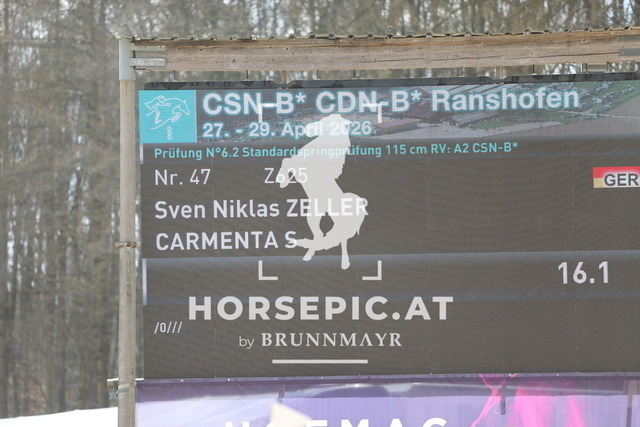 CSN-B* CDN-B* Ranshofen
27. - 29. April 2026
Prüfung N°6.2 Standardspringprüfung 115 cm RV: A2 CSN-B*
Nr. 47 Z625
GER
Sven Niklas ZELLER
CARMENTA S
16.1
HORSEPIC.AT
/0///
by BRUNNMAYR